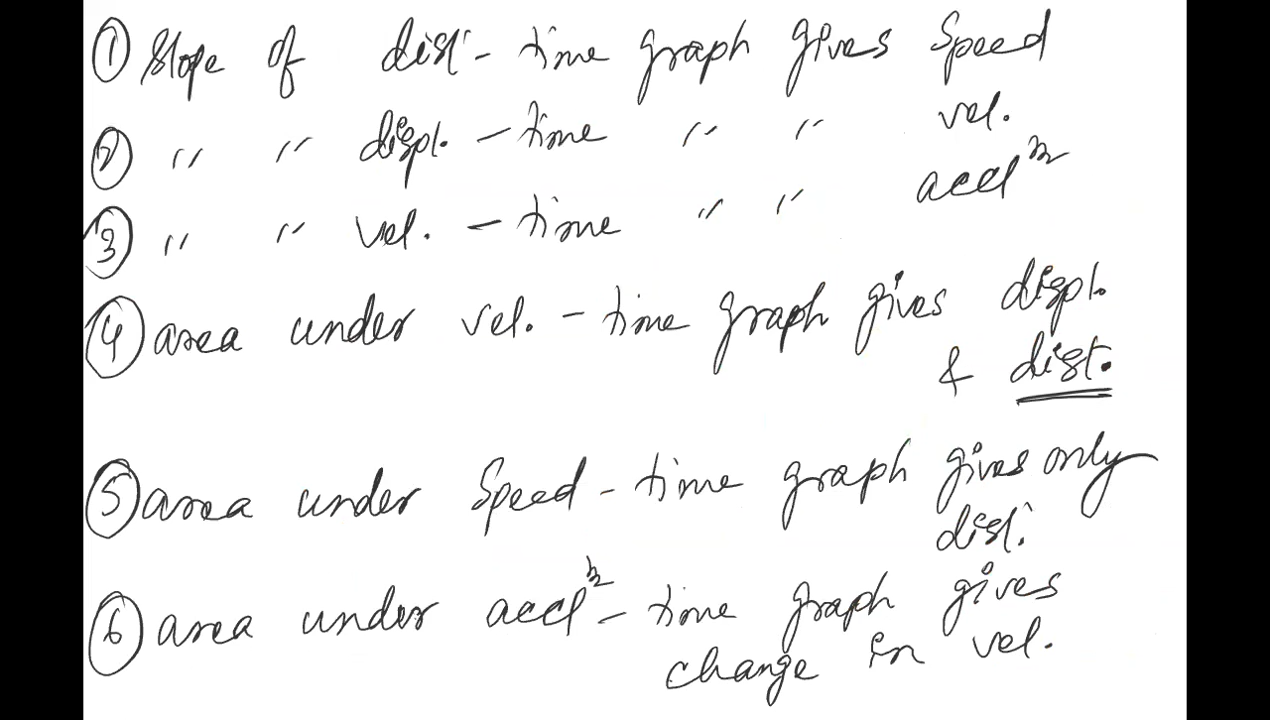 ① Slope of dist - time graph gives Speed
② " " displ. - time " " vel.
③ " " vel. - time " " accl^n
④ area under vel. - time graph gives displ.
& dist.
⑤ area under Speed - time graph gives only
dist.
⑥ area under accl^n - time graph gives
change in vel.